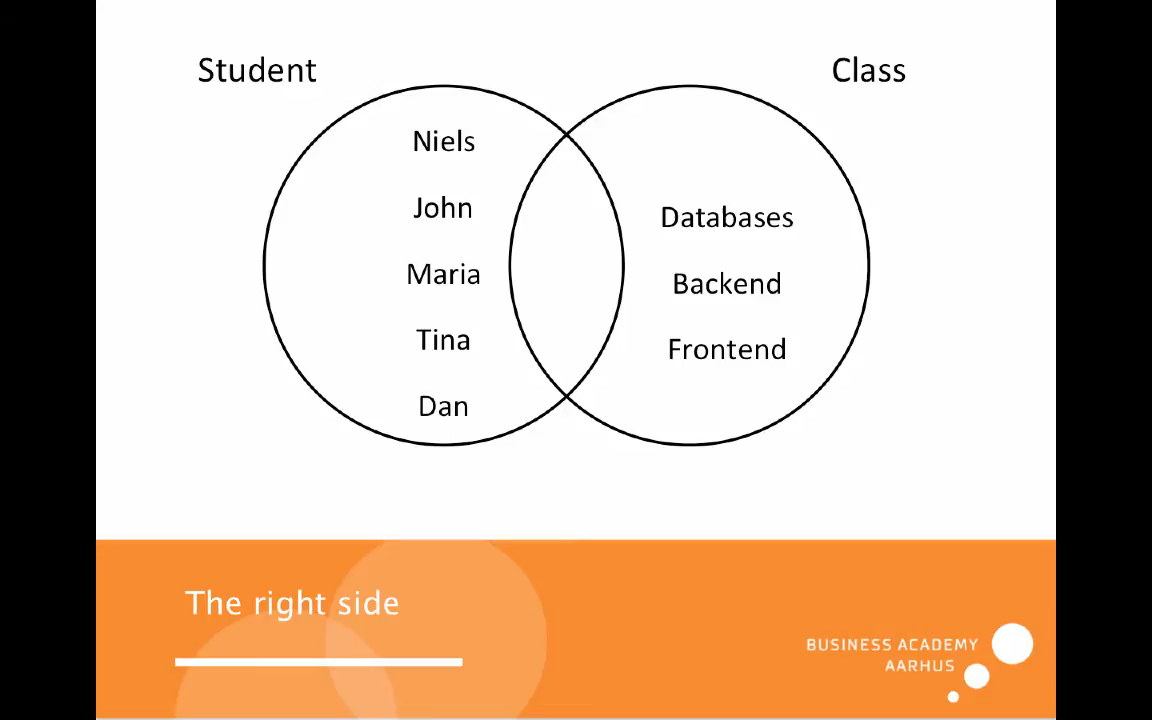 Student
Class
Niels
John
Maria
Tina
Dan
Databases
Backend
Frontend
The right side
BUSINESS ACADEMY
AARHUS